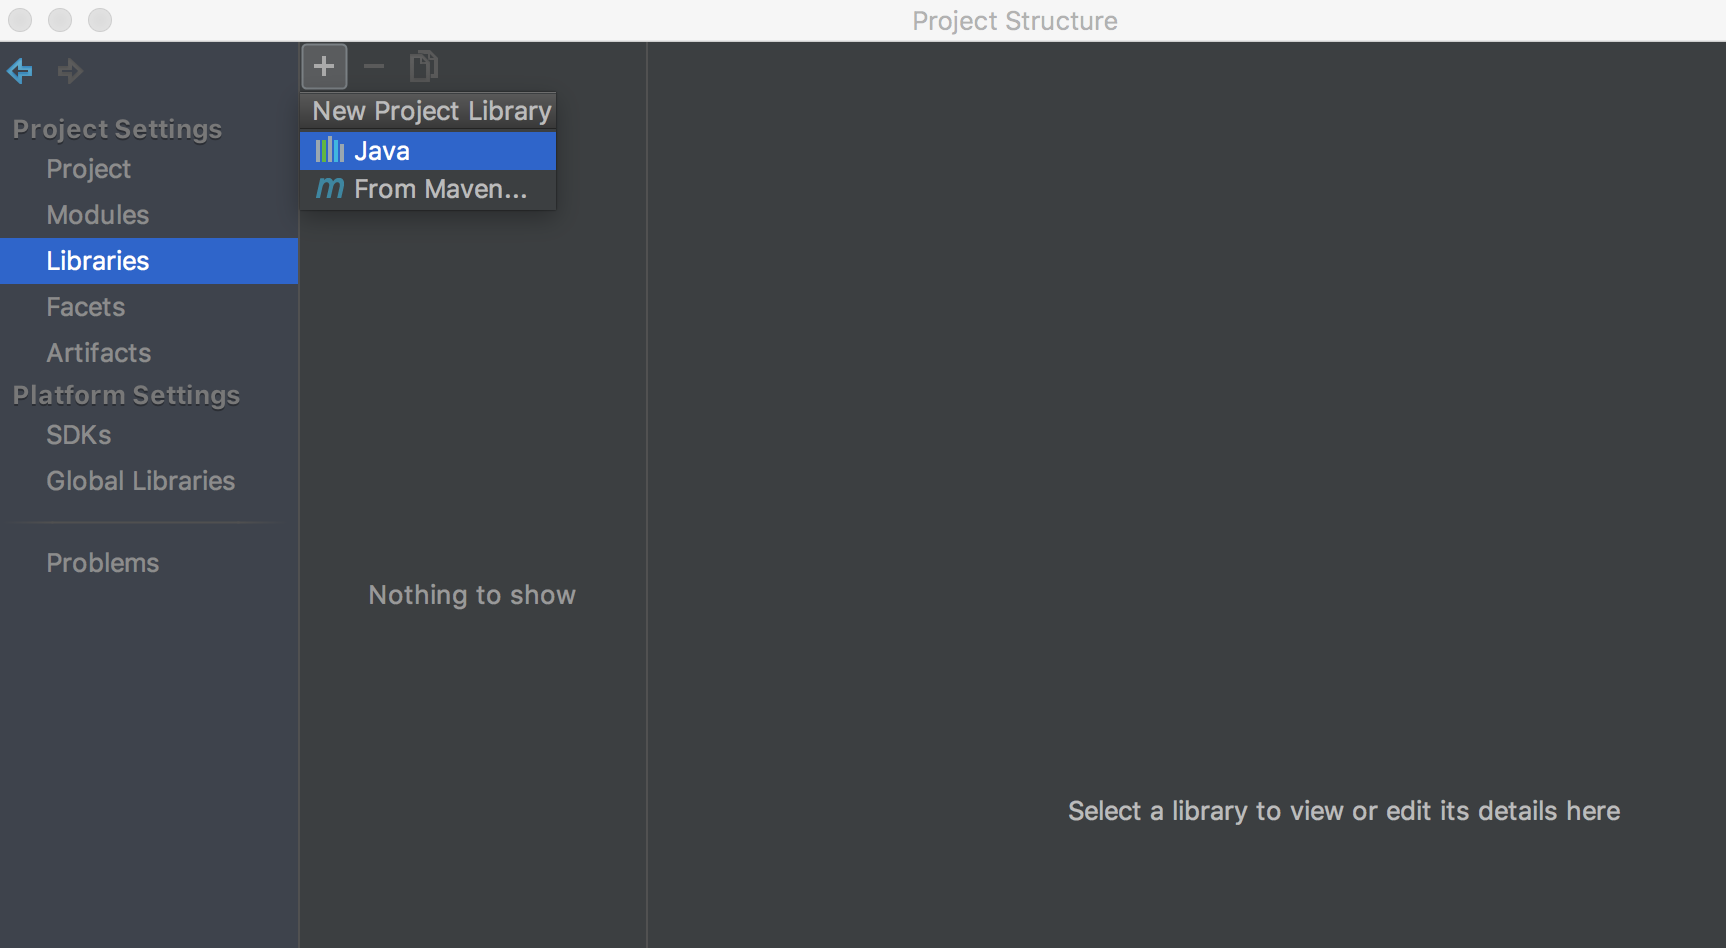 Project Structure
New Project Library
Java
m From Maven...
Project Settings
Project
Modules
Libraries
Facets
Artifacts
Platform Settings
SDKs
Global Libraries
Problems
Nothing to show
Select a library to view or edit its details here